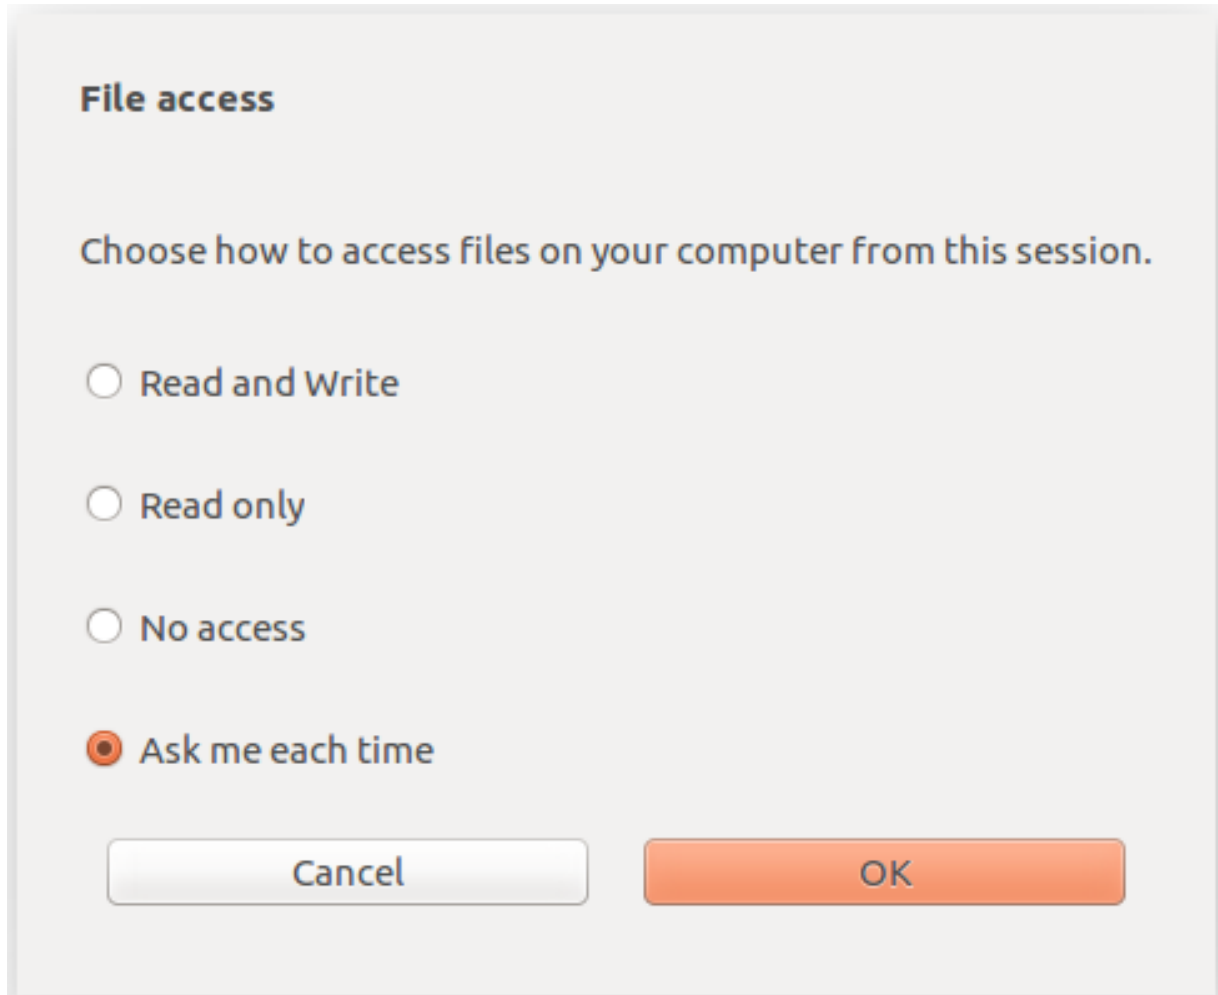 File access
Choose how to access files on your computer from this session.
Read and Write
Read only
No access
Ask me each time
Cancel
OK